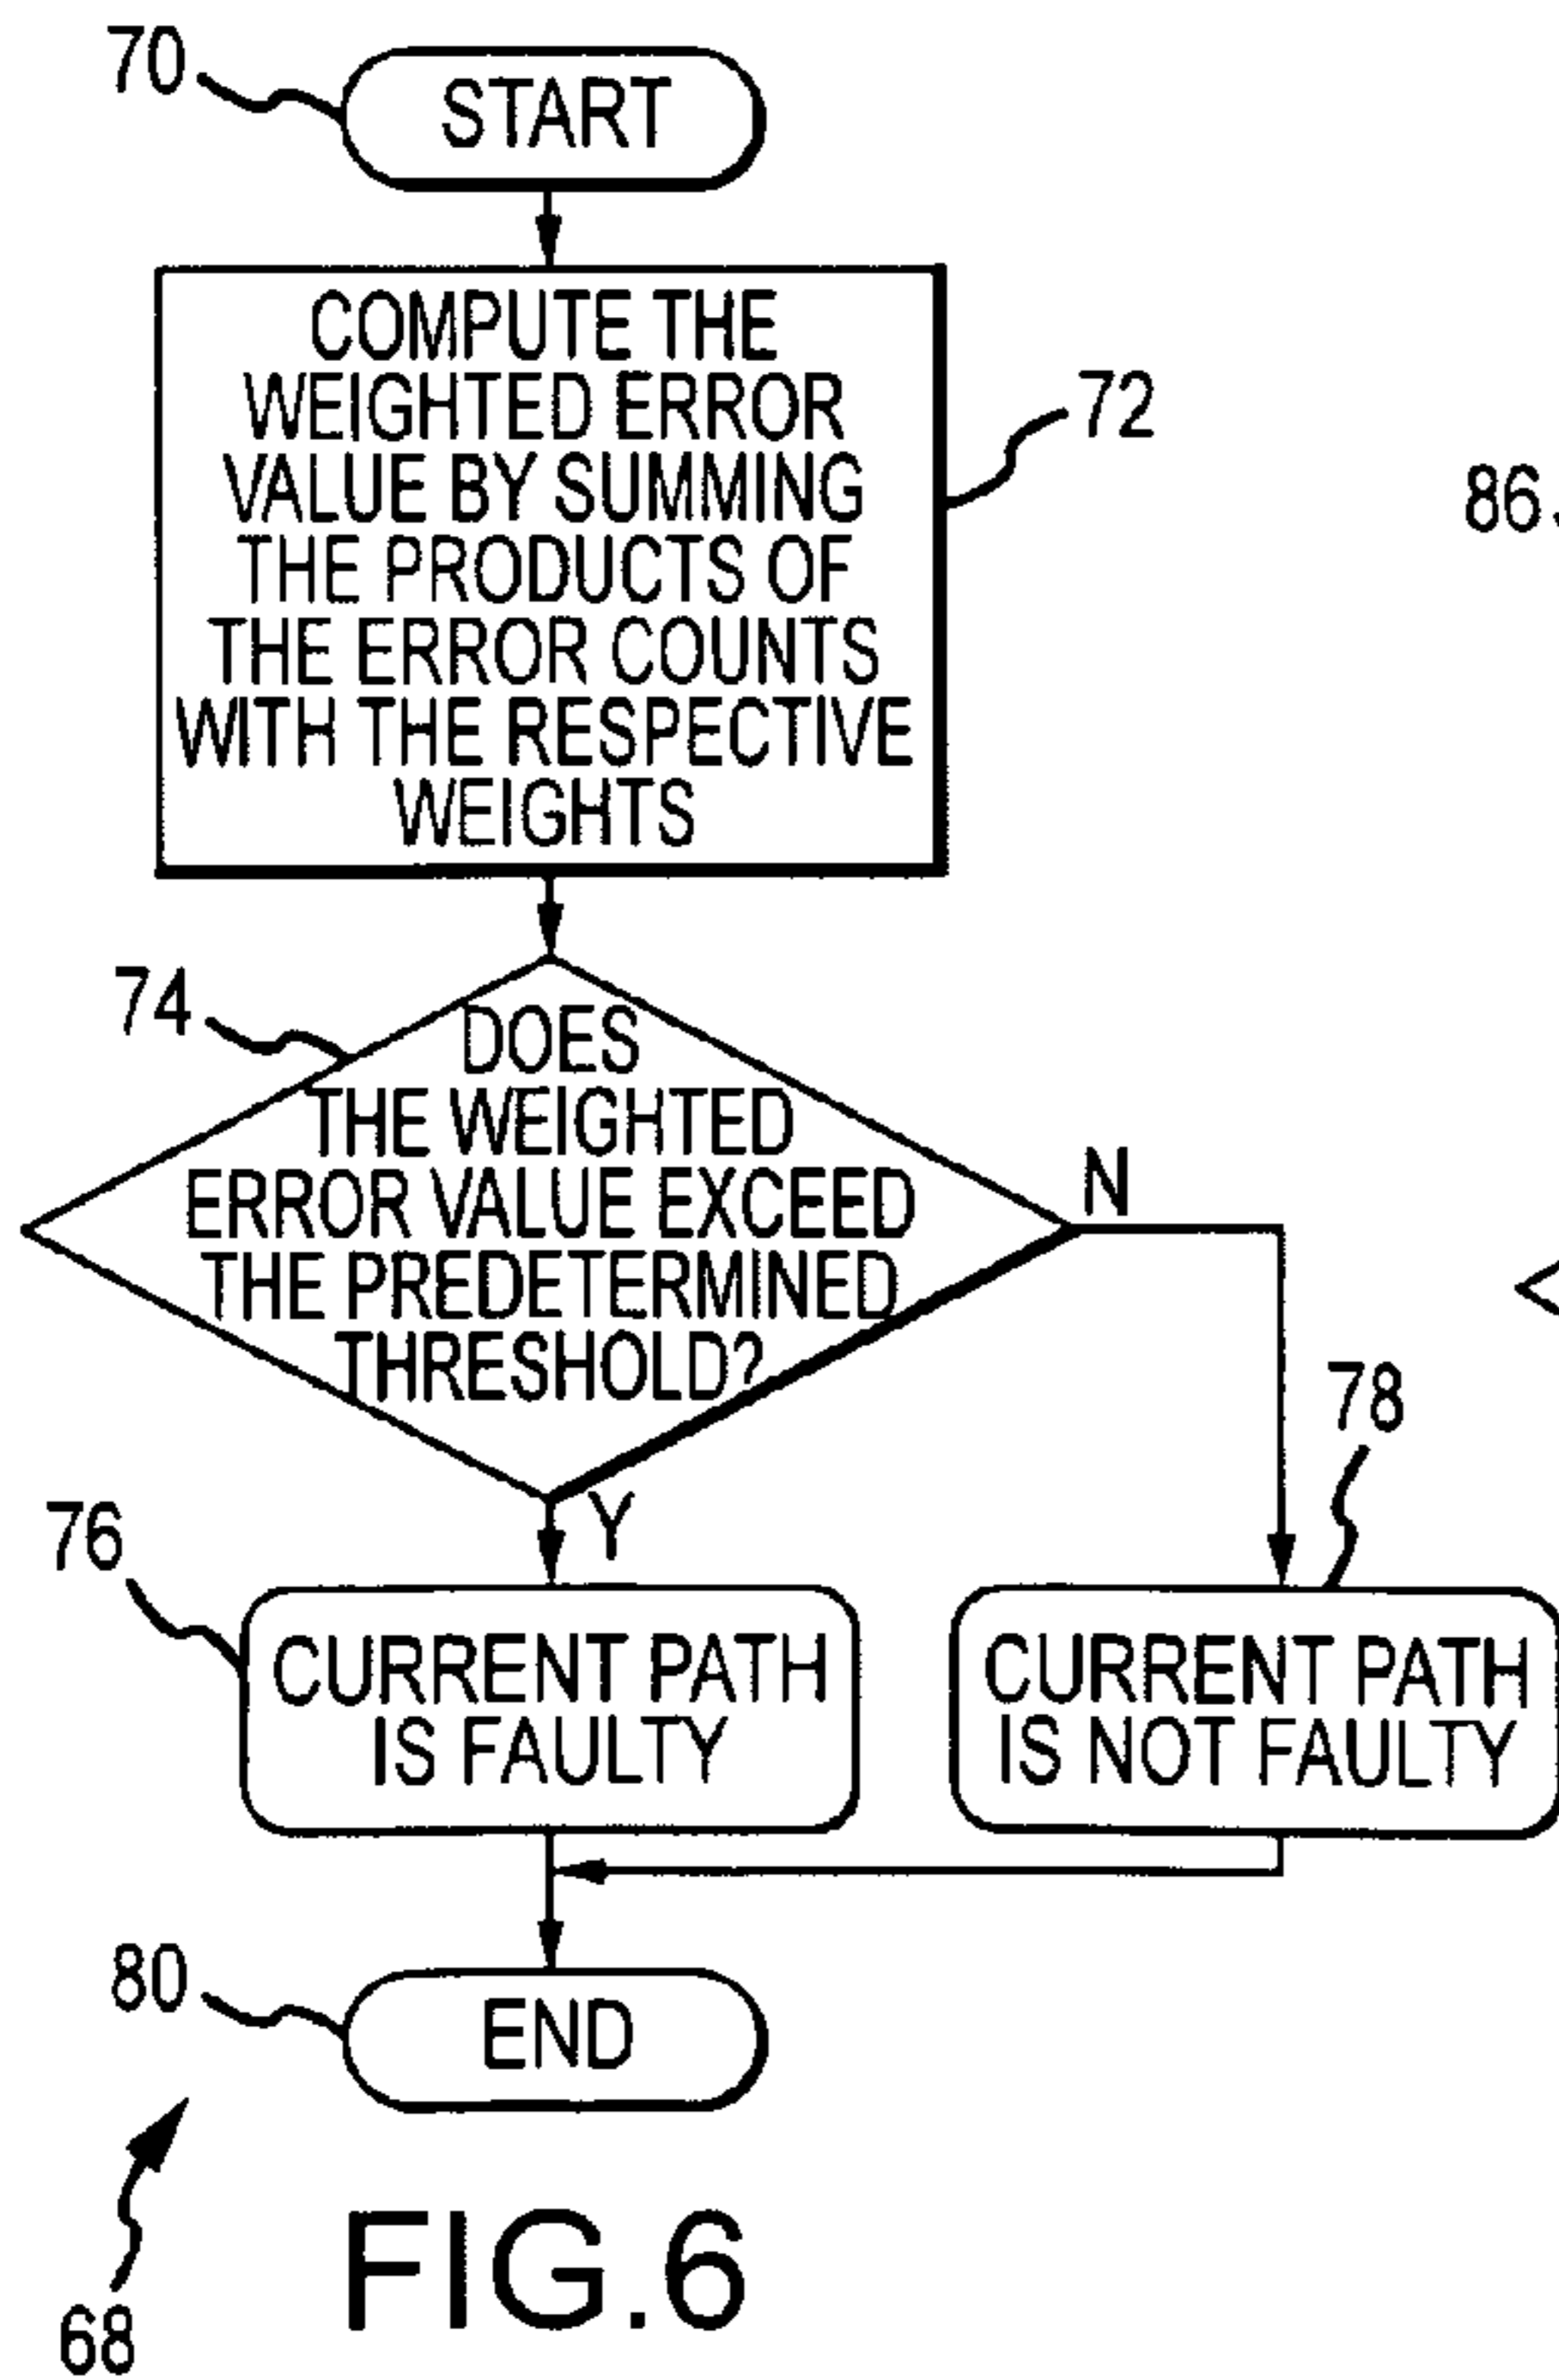 70
START
COMPUTE THE
WEIGHTED ERROR
VALUE BY SUMMING
THE PRODUCTS OF
THE ERROR COUNTS
WITH THE RESPECTIVE
WEIGHTS
72
86
74
DOES
THE WEIGHTED
ERROR VALUE EXCEED
THE PREDETERMINED
THRESHOLD?
N
Y
76
78
CURRENT PATH
IS FAULTY
CURRENT PATH
IS NOT FAULTY
80
END
68
FIG.6